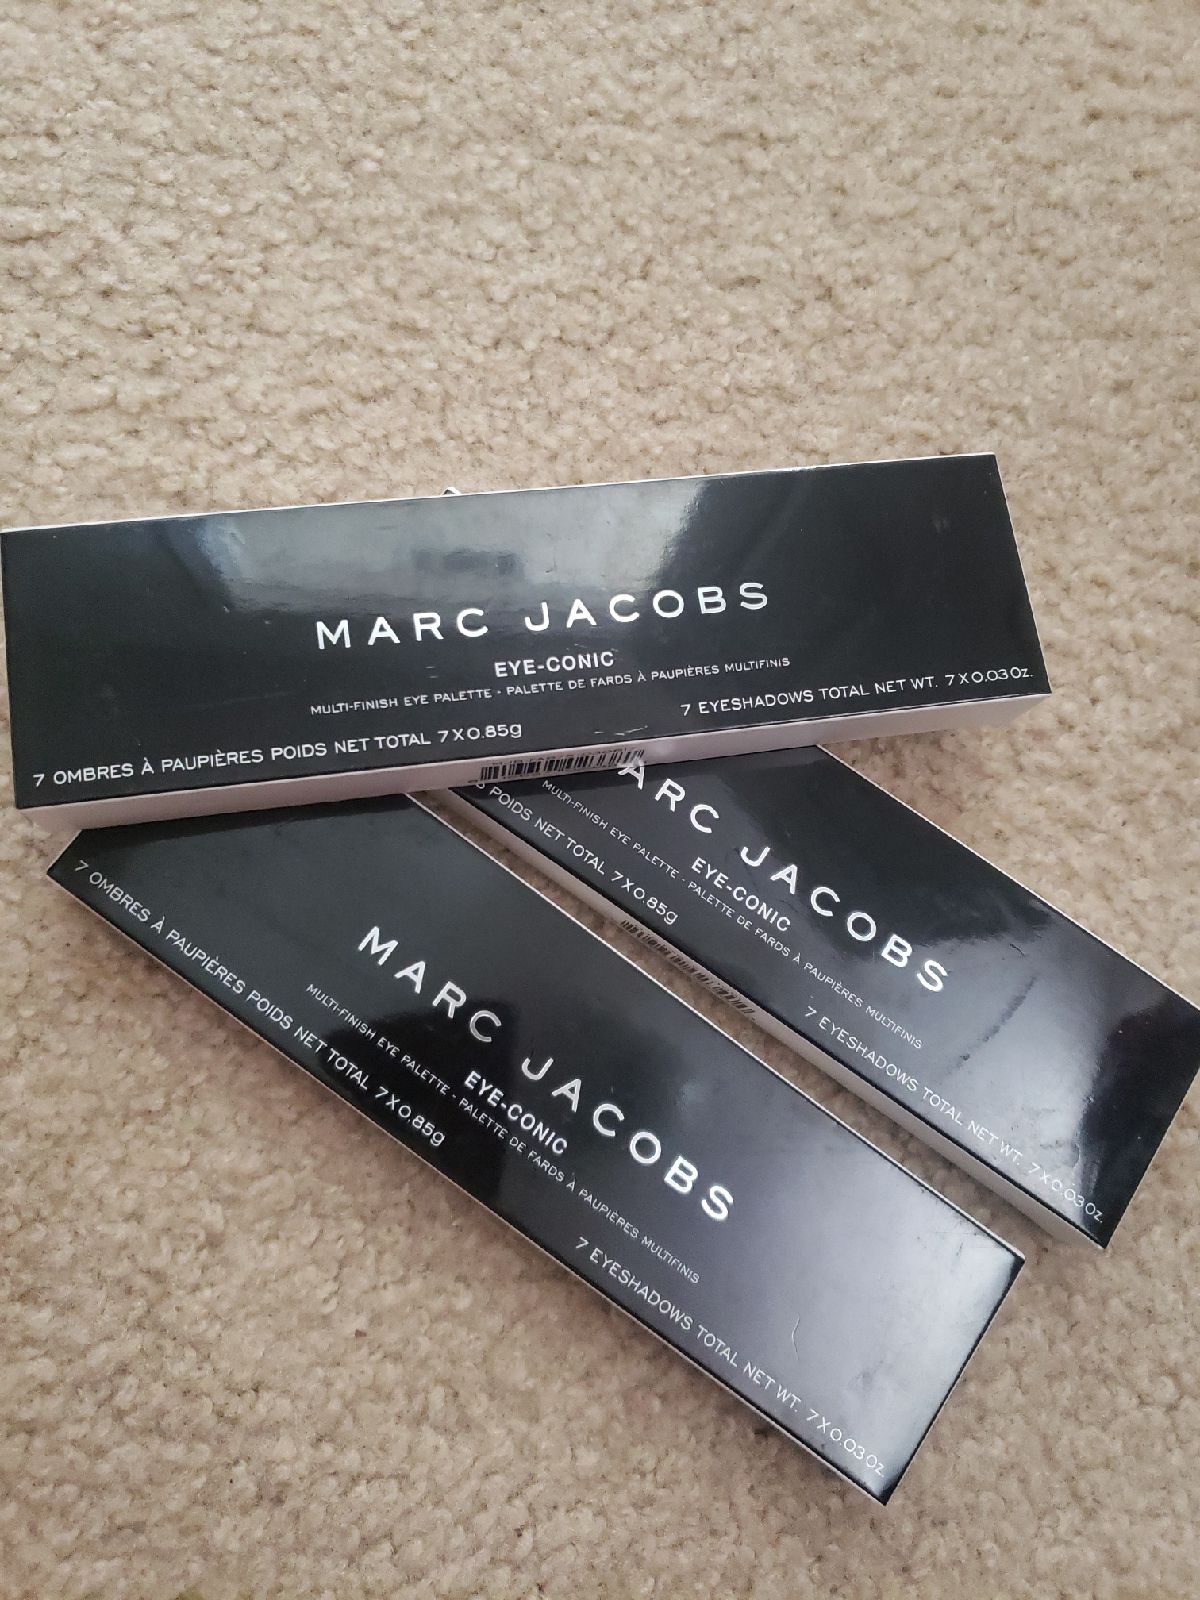 MARC JACOBS
EYE-CONIC
MULTI-FINISH EYE PALETTE - PALETTE DE FARDS À PAUPIÈRES MULTIFINIS
7 OMBRES À PAUPIÈRES POIDS NET TOTAL 7 X 0.85g
7 EYESHADOWS TOTAL NET WT. 7 X 0.03 Oz.
ARC JACOBS
EYE-CONIC
MULTI-FINISH EYE PALETTE - PALETTE DE FARDS À PAUPIÈRES MULTIFINIS
S POIDS NET TOTAL 7 X 0.85g
7 EYESHADOWS TOTAL NET WT. 7 X 0.03 Oz.
MARC JACOBS
EYE-CONIC
MULTI-FINISH EYE PALETTE - PALETTE DE FARDS À PAUPIÈRES MULTIFINIS
7 OMBRES À PAUPIÈRES POIDS NET TOTAL 7 X 0.85g
7 EYESHADOWS TOTAL NET WT. 7 X 0.03 Oz.